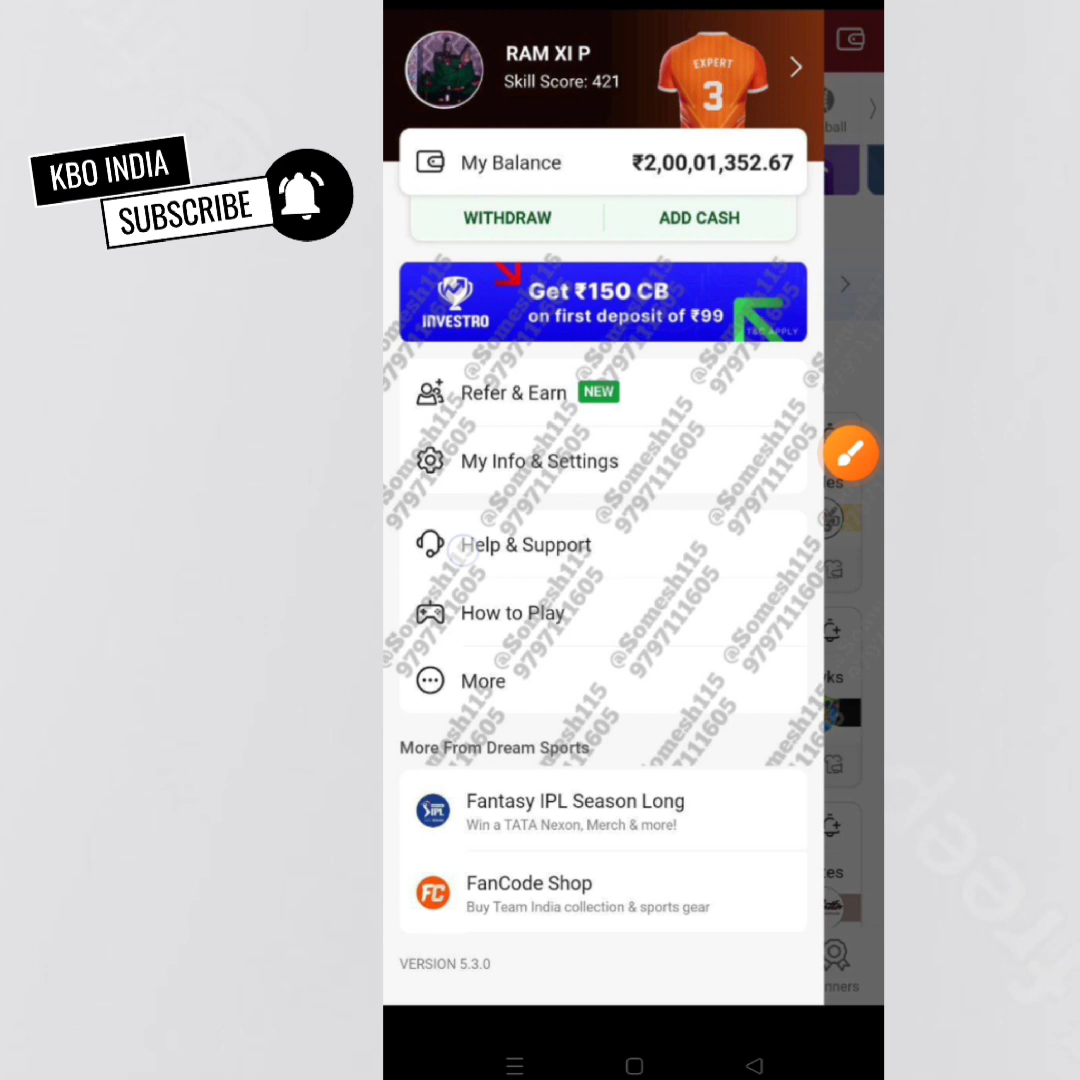 KBO INDIA
SUBSCRIBE
RAM XI P
Skill Score: 421
EXPERT
3
My Balance
₹2,00,01,352.67
WITHDRAW
ADD CASH
INVESTRO
Get ₹150 CB
on first deposit of ₹99
T&C APPLY
Refer & Earn
NEW
My Info & Settings
Help & Support
How to Play
More
More From Dream Sports
IPL
Fantasy IPL Season Long
Win a TATA Nexon, Merch & more!
FC
FanCode Shop
Buy Team India collection & sports gear
VERSION 5.3.0
@Somesh115
9797111605